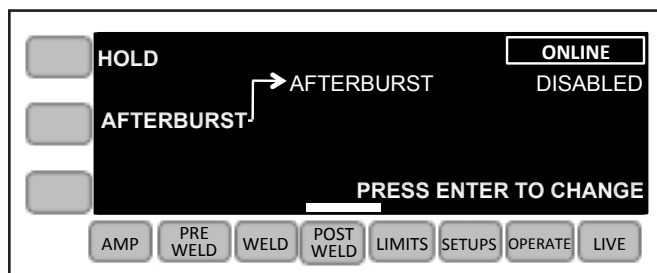 HOLD
ONLINE
AFTERBURST
DISABLED
AFTERBURST
PRESS ENTER TO CHANGE
AMP
PRE
WELD
WELD
POST
WELD
LIMITS
SETUPS
OPERATE
LIVE